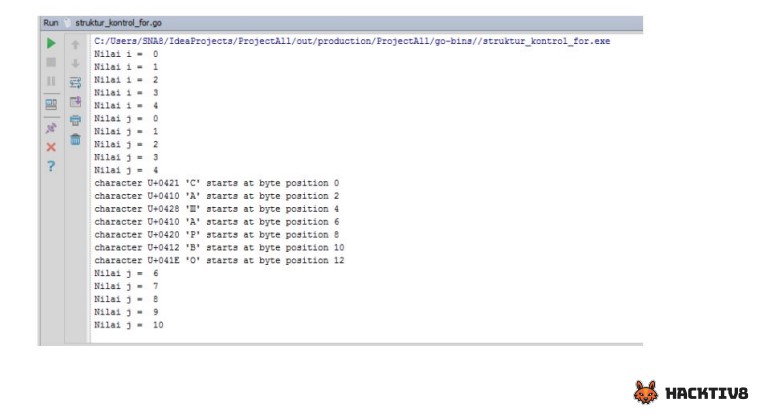 Run struktur_kontrol_for.go
C:/Users/SNA8/IdeaProjects/ProjectAll/out/production/ProjectAll/go-bins//struktur_kontrol_for.exe
Nilai i = 0
Nilai i = 1
Nilai i = 2
Nilai i = 3
Nilai i = 4
Nilai j = 0
Nilai j = 1
Nilai j = 2
Nilai j = 3
Nilai j = 4
character U+0421 'С' starts at byte position 0
character U+0410 'А' starts at byte position 2
character U+0428 'Ш' starts at byte position 4
character U+0410 'А' starts at byte position 6
character U+0420 'Р' starts at byte position 8
character U+0412 'В' starts at byte position 10
character U+041E 'О' starts at byte position 12
Nilai j = 6
Nilai j = 7
Nilai j = 8
Nilai j = 9
Nilai j = 10
HACKTIV8